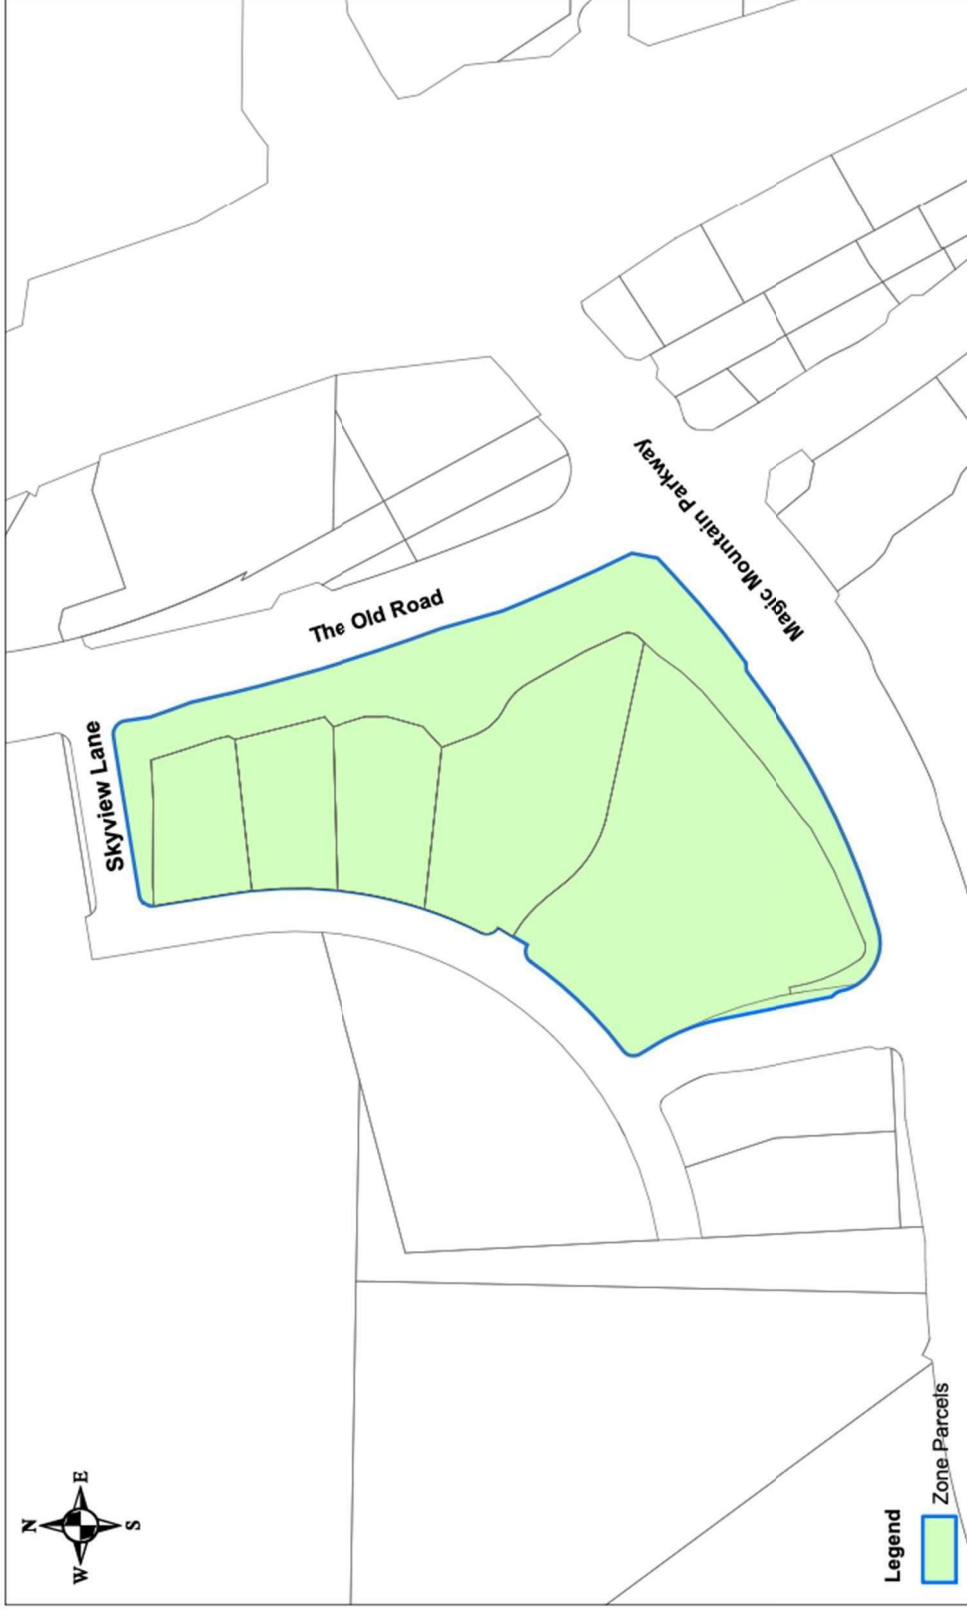 Skyview Lane
The Old Road
Magic Mountain Parkway
N
W
E
S
Legend
Zone Parcels